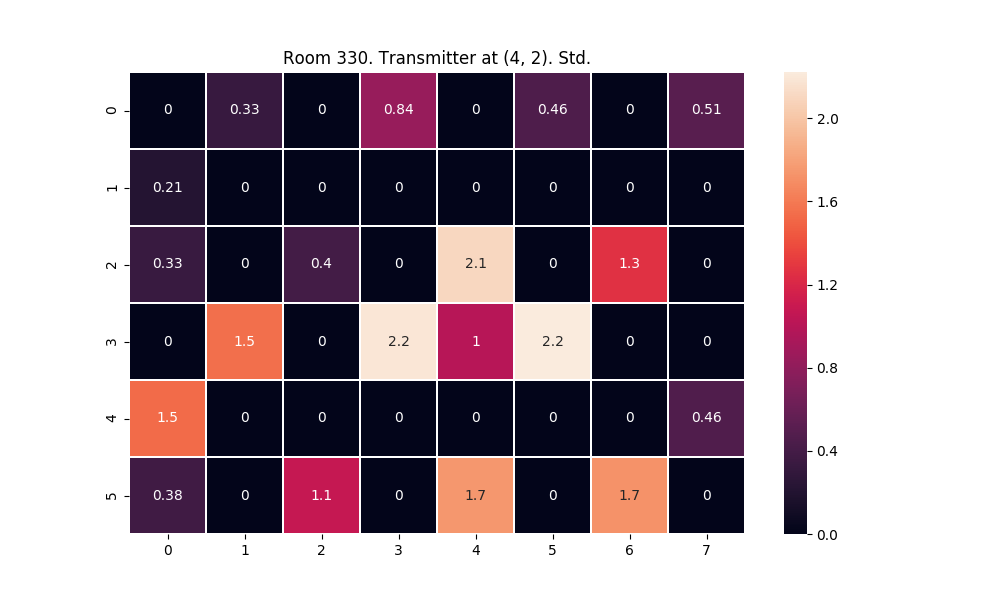 Room 330. Transmitter at (4, 2). Std.
0 0 0.33 0 0.84 0 0.46 0 0.51
1 0.21 0 0 0 0 0 0 0
2 0.33 0 0.4 0 2.1 0 1.3 0
3 0 1.5 0 2.2 1 2.2 0 0
4 1.5 0 0 0 0 0 0 0.46
5 0.38 0 1.1 0 1.7 0 1.7 0
0 1 2 3 4 5 6 7
2.0
1.6
1.2
0.8
0.4
0.0